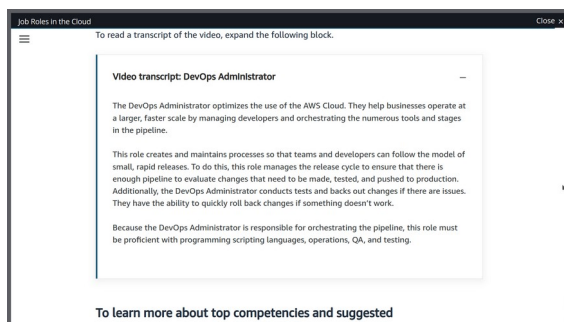 Job Roles in the Cloud
Close ×
To read a transcript of the video, expand the following block.
Video transcript: DevOps Administrator
The DevOps Administrator optimizes the use of the AWS Cloud. They help businesses operate at
a larger, faster scale by managing developers and orchestrating the numerous tools and stages
in the pipeline.
This role creates and maintains processes so that teams and developers can follow the model of
small, rapid releases. To do this, this role manages the release cycle to ensure that there is
enough pipeline to evaluate changes that need to be made, tested, and pushed to production.
Additionally, the DevOps Administrator conducts tests and backs out changes if there are issues.
They have the ability to quickly roll back changes if something doesn't work.
Because the DevOps Administrator is responsible for orchestrating the pipeline, this role must
be proficient with programming scripting languages, operations, QA, and testing.
To learn more about top competencies and suggested